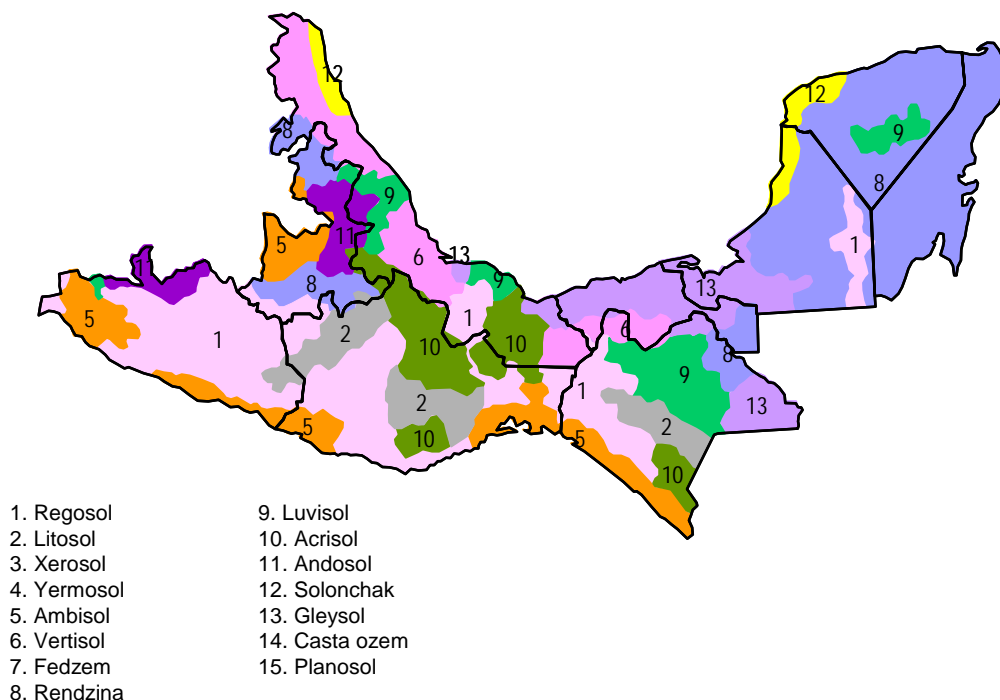 12
12
8
9
9
8
11
5
6
13
1
11
8
9
13
5
1
2
1
10
10
6
8
9
1
2
13
5
2
10
5
10
1. Regosol
2. Litosol
3. Xerosol
4. Yermosol
5. Ambisol
6. Vertisol
7. Fedzem
8. Rendzina
9. Luvisol
10. Acrisol
11. Andosol
12. Solonchak
13. Gleysol
14. Casta ozem
15. Planosol